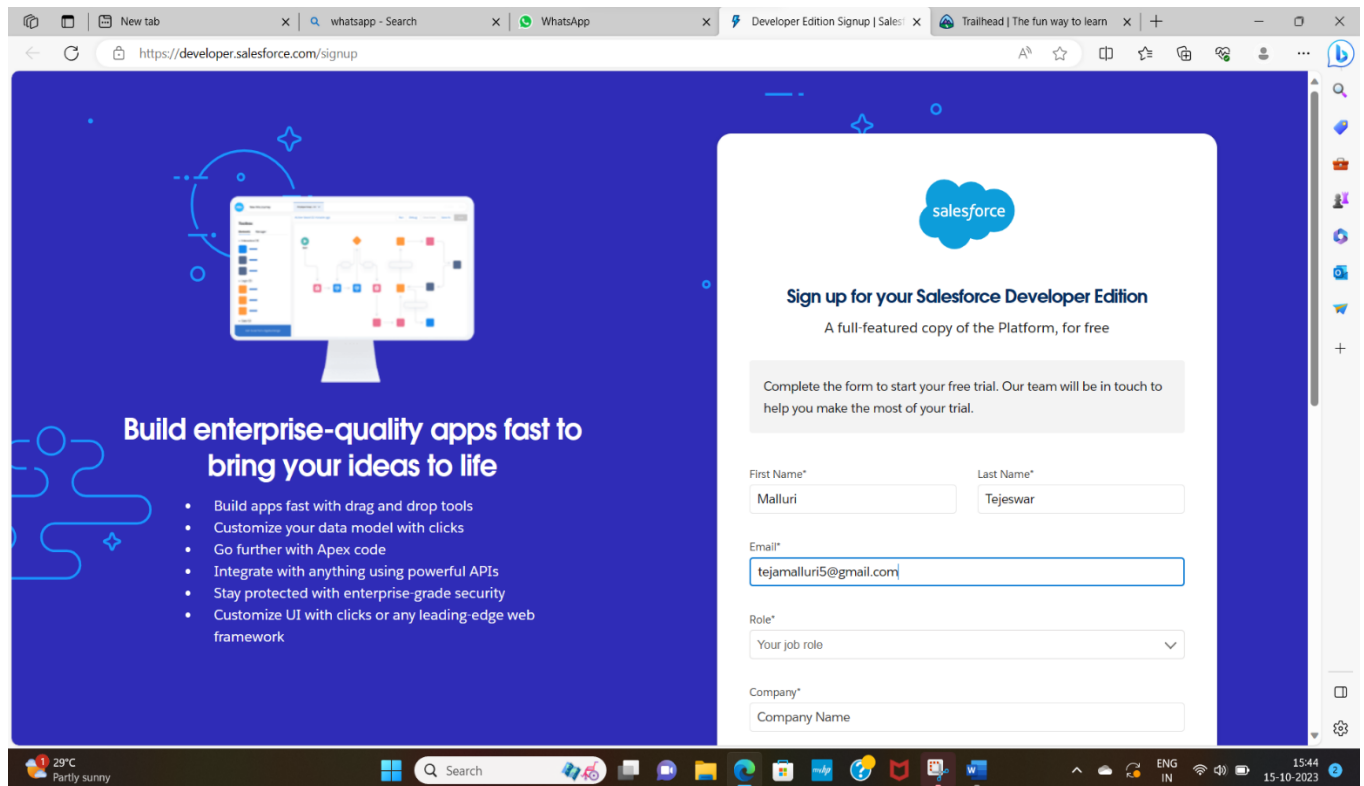 New tab
whatsapp - Search
WhatsApp
Developer Edition Signup | Salesf
Trailhead | The fun way to learn
https://developer.salesforce.com/signup
salesforce
Sign up for your Salesforce Developer Edition
A full-featured copy of the Platform, for free
Complete the form to start your free trial. Our team will be in touch to
help you make the most of your trial.
Build enterprise-quality apps fast to
bring your ideas to life
• Build apps fast with drag and drop tools
• Customize your data model with clicks
• Go further with Apex code
• Integrate with anything using powerful APIs
• Stay protected with enterprise-grade security
• Customize UI with clicks or any leading-edge web
framework
First Name*
Last Name*
Malluri
Tejeswar
Email*
tejamalluri5@gmail.com
Role*
Your job role
Company*
Company Name
1
29°C
Partly sunny
Search
mdp
ENG
IN
15:44
15-10-2023
2